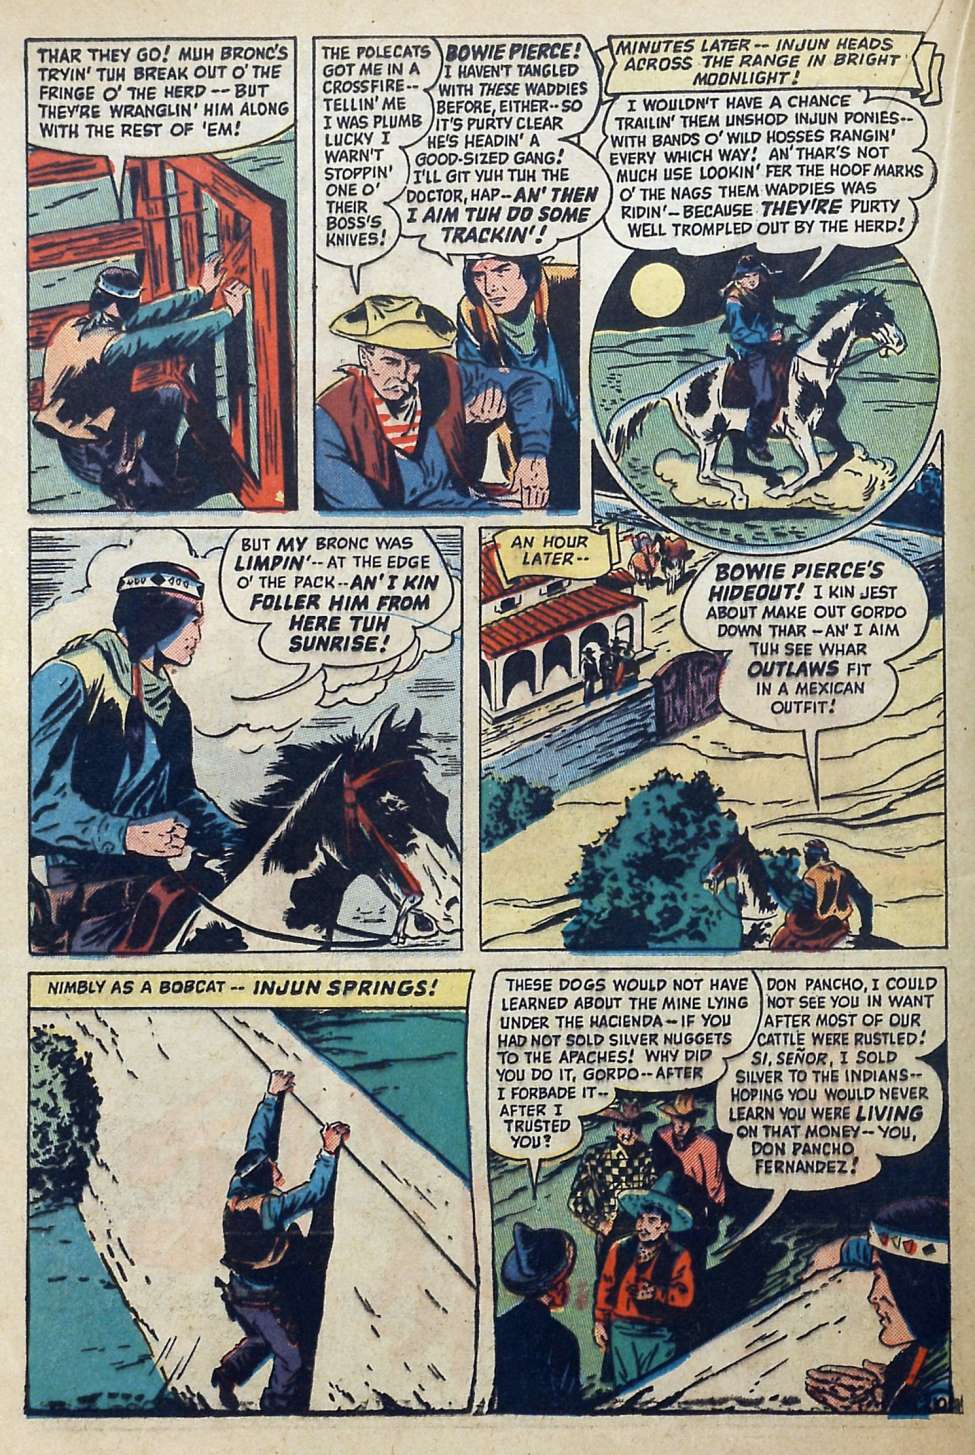 THAR THEY GO! MUH BRONC'S
TRYIN' TUH BREAK OUT O' THE
FRINGE O' THE HERD -- BUT
THEY'RE WRANGLIN' HIM ALONG
WITH THE REST OF 'EM!
THE POLECATS
GOT ME IN A
CROSSFIRE--
TELLIN' ME
I WAS PLUMB
LUCKY I
WARN'T
STOPPIN'
ONE O'
THEIR
BOSS'S
KNIVES!
BOWIE PIERCE!
I HAVEN'T TANGLED
WITH THESE WADDIES
BEFORE, EITHER--SO
IT'S PURTY CLEAR
HE'S HEADIN' A
GOOD-SIZED GANG!
I'LL GIT YUH TUH THE
DOCTOR, HAP--AN' THEN
I AIM TUH DO SOME
TRACKIN'!
MINUTES LATER-- INJUN HEADS
ACROSS THE RANGE IN BRIGHT
MOONLIGHT!
I WOULDN'T HAVE A CHANCE
TRAILIN' THEM UNSHOD INJUN PONIES--
WITH BANDS O' WILD HOSSES RANGIN'
EVERY WHICH WAY! AN' THAR'S NOT
MUCH USE LOOKIN' FER THE HOOF MARKS
O' THE NAGS THEM WADDIES WAS
RIDIN'--BECAUSE THEY'RE PURTY
WELL TROMPLED OUT BY THE HERD!
BUT MY BRONC WAS
LIMPIN'--AT THE EDGE
O' THE PACK--AN' I KIN
FOLLER HIM FROM
HERE TUH
SUNRISE!
AN HOUR
LATER--
BOWIE PIERCE'S
HIDEOUT! I KIN JEST
ABOUT MAKE OUT GORDO
DOWN THAR--AN' I AIM
TUH SEE WHAR
OUTLAWS FIT
IN A MEXICAN
OUTFIT!
NIMBLY AS A BOBCAT-- INJUN SPRINGS!
THESE DOGS WOULD NOT HAVE
LEARNED ABOUT THE MINE LYING
UNDER THE HACIENDA--IF YOU
HAD NOT SOLD SILVER NUGGETS
TO THE APACHES! WHY DID
YOU DO IT, GORDO--AFTER
I FORBADE IT--
AFTER I
TRUSTED
YOU?
DON PANCHO, I COULD
NOT SEE YOU IN WANT
AFTER MOST OF OUR
CATTLE WERE RUSTLED!
SI, SEÑOR, I SOLD
SILVER TO THE INDIANS--
HOPING YOU WOULD NEVER
LEARN YOU WERE LIVING
ON THAT MONEY--YOU,
DON PANCHO
FERNANDEZ!